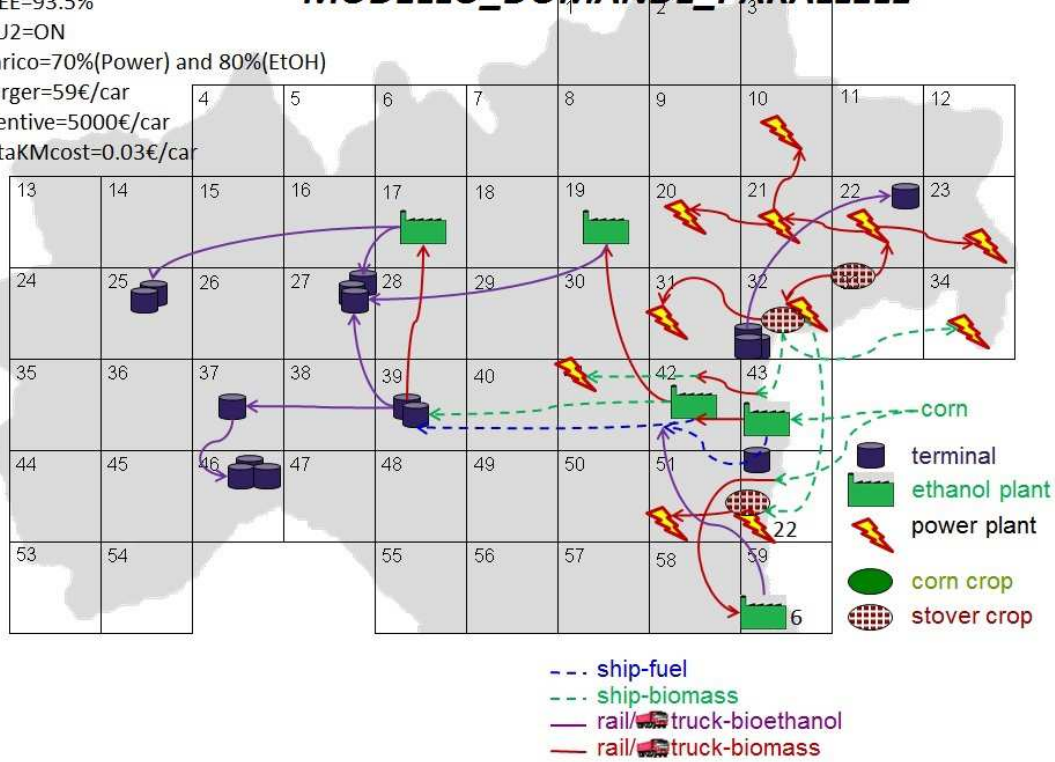 MODELLO_DOMANDE_PARALLELE
EE=93.5%
U2=ON
arico=70%(Power) and 80%(EtOH)
arger=59€/car
entive=5000€/car
taKMcost=0.03€/car
1 2 3
4 5 6 7 8 9 10 11 12
13 14 15 16 17 18 19 20 21 22 23
24 25 26 27 28 29 30 31 32 34
35 36 37 38 39 40 42 43
corn
44 45 46 47 48 49 50 51
22
53 54 55 56 57 58 59
6
terminal
ethanol plant
power plant
corn crop
stover crop
ship-fuel
ship-biomass
rail/truck-bioethanol
rail/truck-biomass